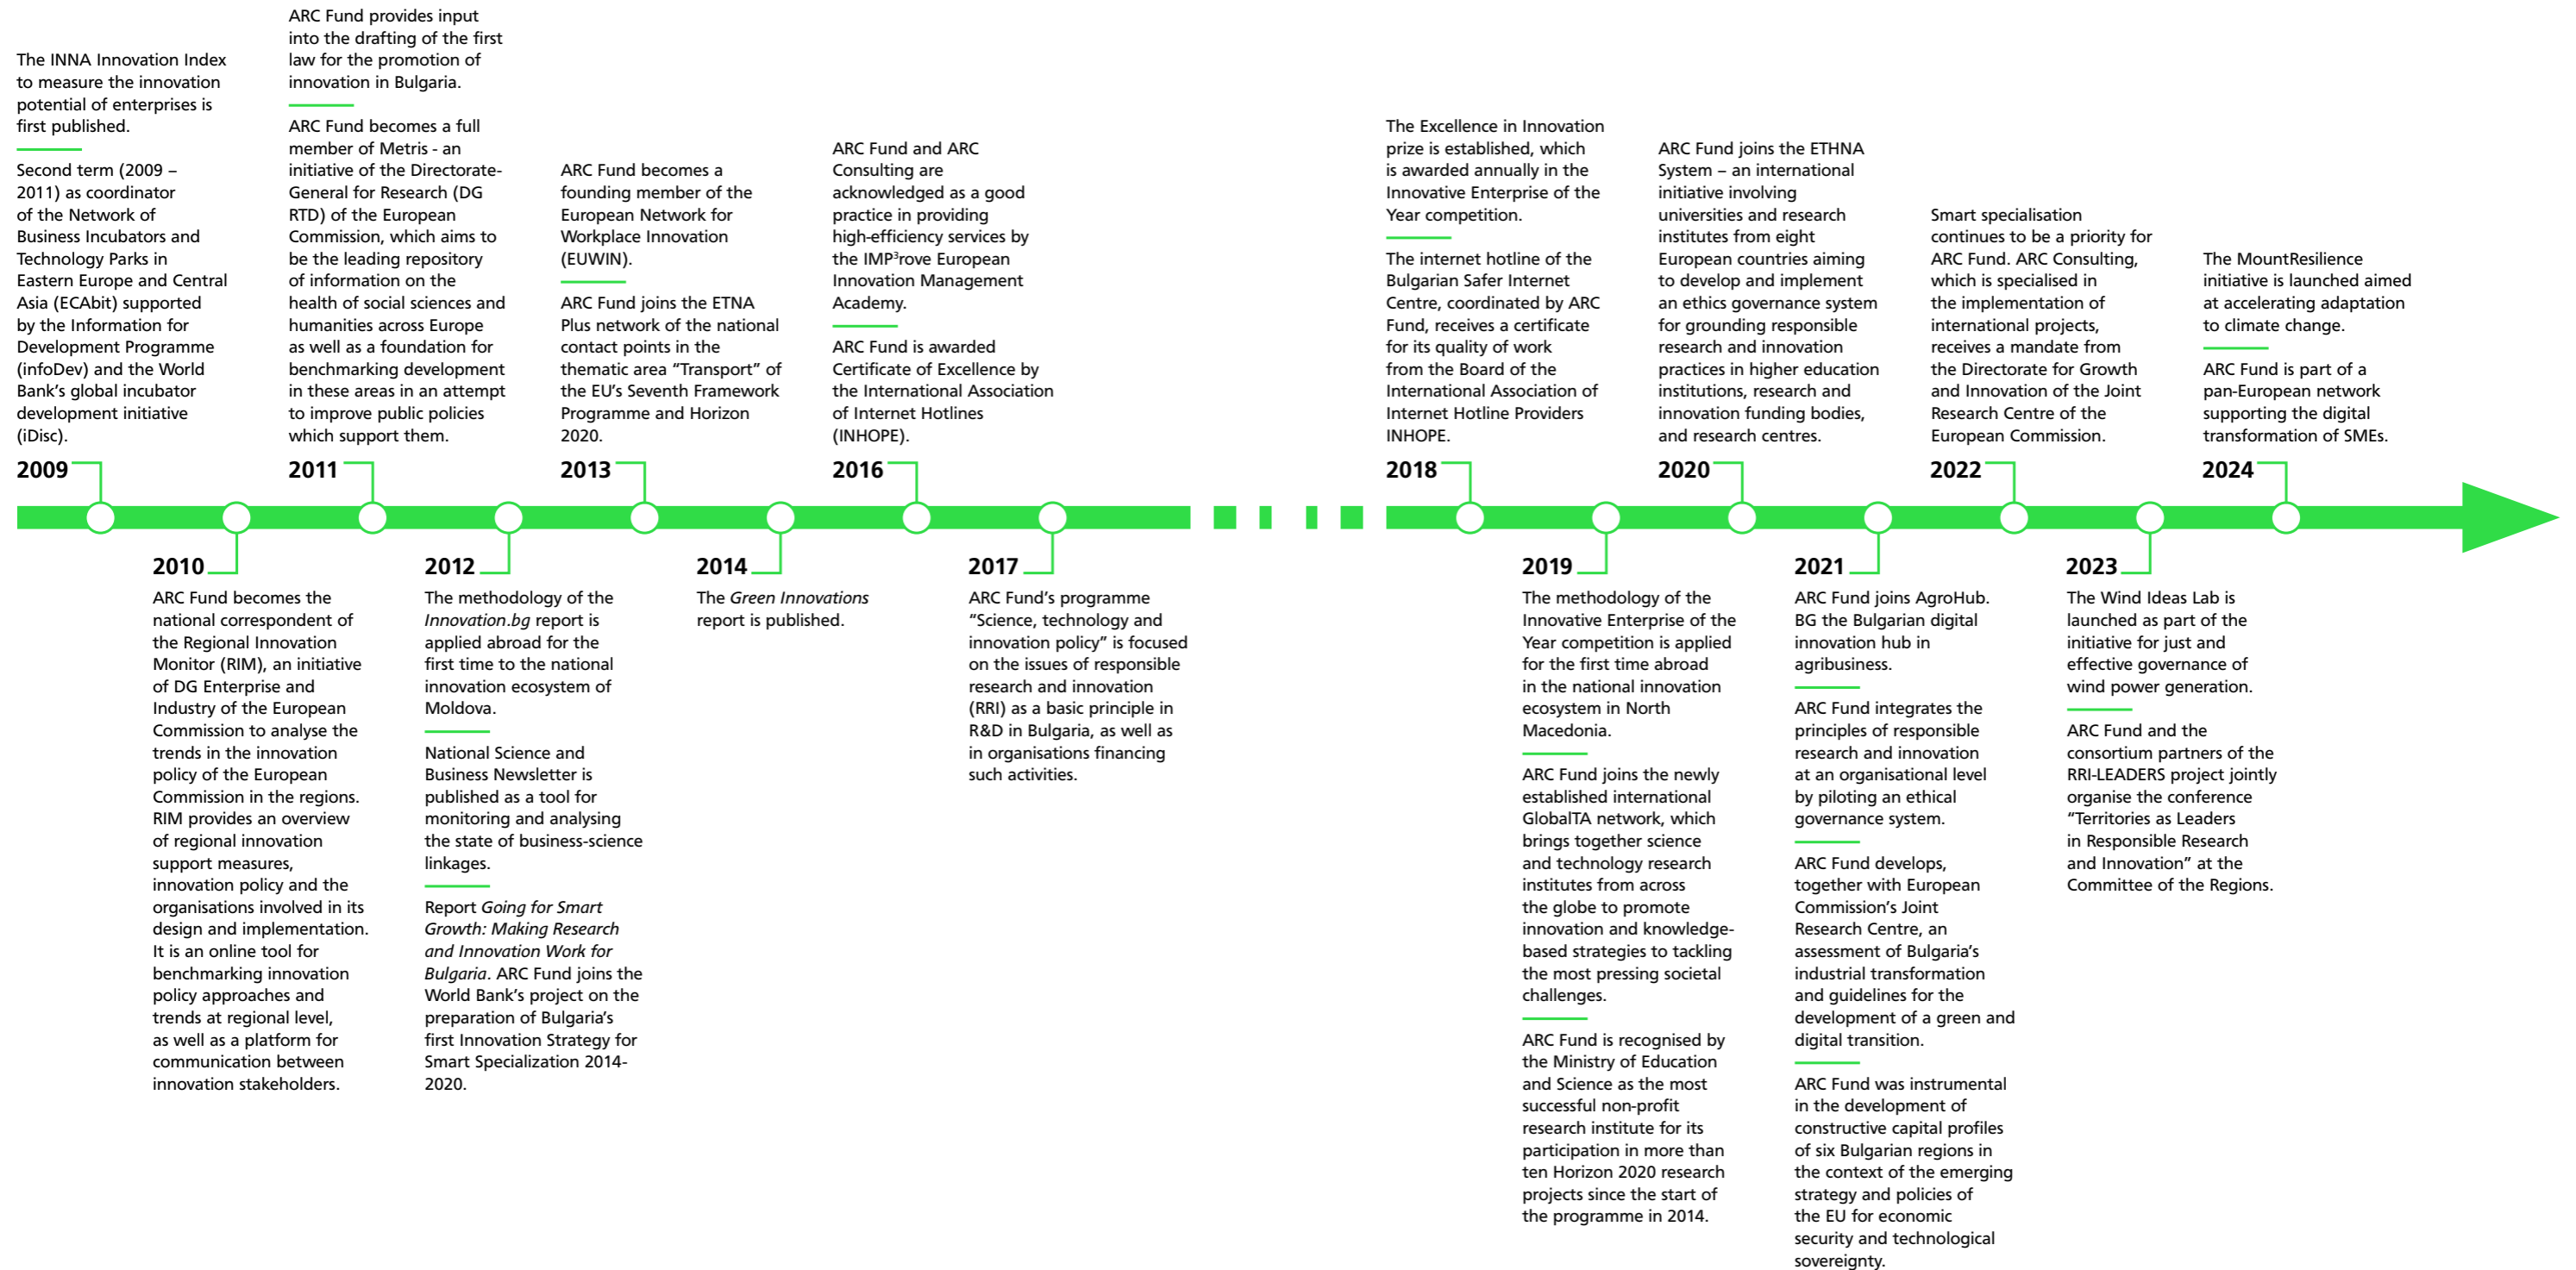 The INNA Innovation Index
to measure the innovation
potential of enterprises is
first published.
Second term (2009 –
2011) as coordinator
of the Network of
Business Incubators and
Technology Parks in
Eastern Europe and Central
Asia (ECAbit) supported
by the Information for
Development Programme
(infoDev) and the World
Bank's global incubator
development initiative
(iDisc).
2009
2010
ARC Fund becomes the
national correspondent of
the Regional Innovation
Monitor (RIM), an initiative
of DG Enterprise and
Industry of the European
Commission to analyse the
trends in the innovation
policy of the European
Commission in the regions.
RIM provides an overview
of regional innovation
support measures,
innovation policy and the
organisations involved in its
design and implementation.
It is an online tool for
benchmarking innovation
policy approaches and
trends at regional level,
as well as a platform for
communication between
innovation stakeholders.
ARC Fund provides input
into the drafting of the first
law for the promotion of
innovation in Bulgaria.
ARC Fund becomes a full
member of Metris - an
initiative of the Directorate-
General for Research (DG
RTD) of the European
Commission, which aims to
be the leading repository
of information on the
health of social sciences and
humanities across Europe
as well as a foundation for
benchmarking development
in these areas in an attempt
to improve public policies
which support them.
2011
2012
The methodology of the
Innovation.bg report is
applied abroad for the
first time to the national
innovation ecosystem of
Moldova.
National Science and
Business Newsletter is
published as a tool for
monitoring and analysing
the state of business-science
linkages.
Report Going for Smart
Growth: Making Research
and Innovation Work for
Bulgaria. ARC Fund joins the
World Bank's project on the
preparation of Bulgaria's
first Innovation Strategy for
Smart Specialization 2014-
2020.
ARC Fund becomes a
founding member of the
European Network for
Workplace Innovation
(EUWIN).
ARC Fund joins the ETNA
Plus network of the national
contact points in the
thematic area "Transport" of
the EU's Seventh Framework
Programme and Horizon
2020.
2013
2014
The Green Innovations
report is published.
ARC Fund and ARC
Consulting are
acknowledged as a good
practice in providing
high-efficiency services by
the IMP³rove European
Innovation Management
Academy.
ARC Fund is awarded
Certificate of Excellence by
the International Association
of Internet Hotlines
(INHOPE).
2016
2017
ARC Fund's programme
"Science, technology and
innovation policy" is focused
on the issues of responsible
research and innovation
(RRI) as a basic principle in
R&D in Bulgaria, as well as
in organisations financing
such activities.
The Excellence in Innovation
prize is established, which
is awarded annually in the
Innovative Enterprise of the
Year competition.
The internet hotline of the
Bulgarian Safer Internet
Centre, coordinated by ARC
Fund, receives a certificate
for its quality of work
from the Board of the
International Association of
Internet Hotline Providers
INHOPE.
2018
2019
The methodology of the
Innovative Enterprise of the
Year competition is applied
for the first time abroad
in the national innovation
ecosystem in North
Macedonia.
ARC Fund joins the newly
established international
GlobalTA network, which
brings together science
and technology research
institutes from across
the globe to promote
innovation and knowledge-
based strategies to tackling
the most pressing societal
challenges.
ARC Fund is recognised by
the Ministry of Education
and Science as the most
successful non-profit
research institute for its
participation in more than
ten Horizon 2020 research
projects since the start of
the programme in 2014.
ARC Fund joins the ETHNA
System – an international
initiative involving
universities and research
institutes from eight
European countries aiming
to develop and implement
an ethics governance system
for grounding responsible
research and innovation
practices in higher education
institutions, research and
innovation funding bodies,
and research centres.
2020
2021
ARC Fund joins AgroHub.
BG the Bulgarian digital
innovation hub in
agribusiness.
ARC Fund integrates the
principles of responsible
research and innovation
at an organisational level
by piloting an ethical
governance system.
ARC Fund develops,
together with European
Commission's Joint
Research Centre, an
assessment of Bulgaria's
industrial transformation
and guidelines for the
development of a green and
digital transition.
ARC Fund was instrumental
in the development of
constructive capital profiles
of six Bulgarian regions in
the context of the emerging
strategy and policies of
the EU for economic
security and technological
sovereignty.
Smart specialisation
continues to be a priority for
ARC Fund. ARC Consulting,
which is specialised in
the implementation of
international projects,
receives a mandate from
the Directorate for Growth
and Innovation of the Joint
Research Centre of the
European Commission.
2022
2023
The Wind Ideas Lab is
launched as part of the
initiative for just and
effective governance of
wind power generation.
ARC Fund and the
consortium partners of the
RRI-LEADERS project jointly
organise the conference
"Territories as Leaders
in Responsible Research
and Innovation" at the
Committee of the Regions.
The MountResilience
initiative is launched aimed
at accelerating adaptation
to climate change.
ARC Fund is part of a
pan-European network
supporting the digital
transformation of SMEs.
2024